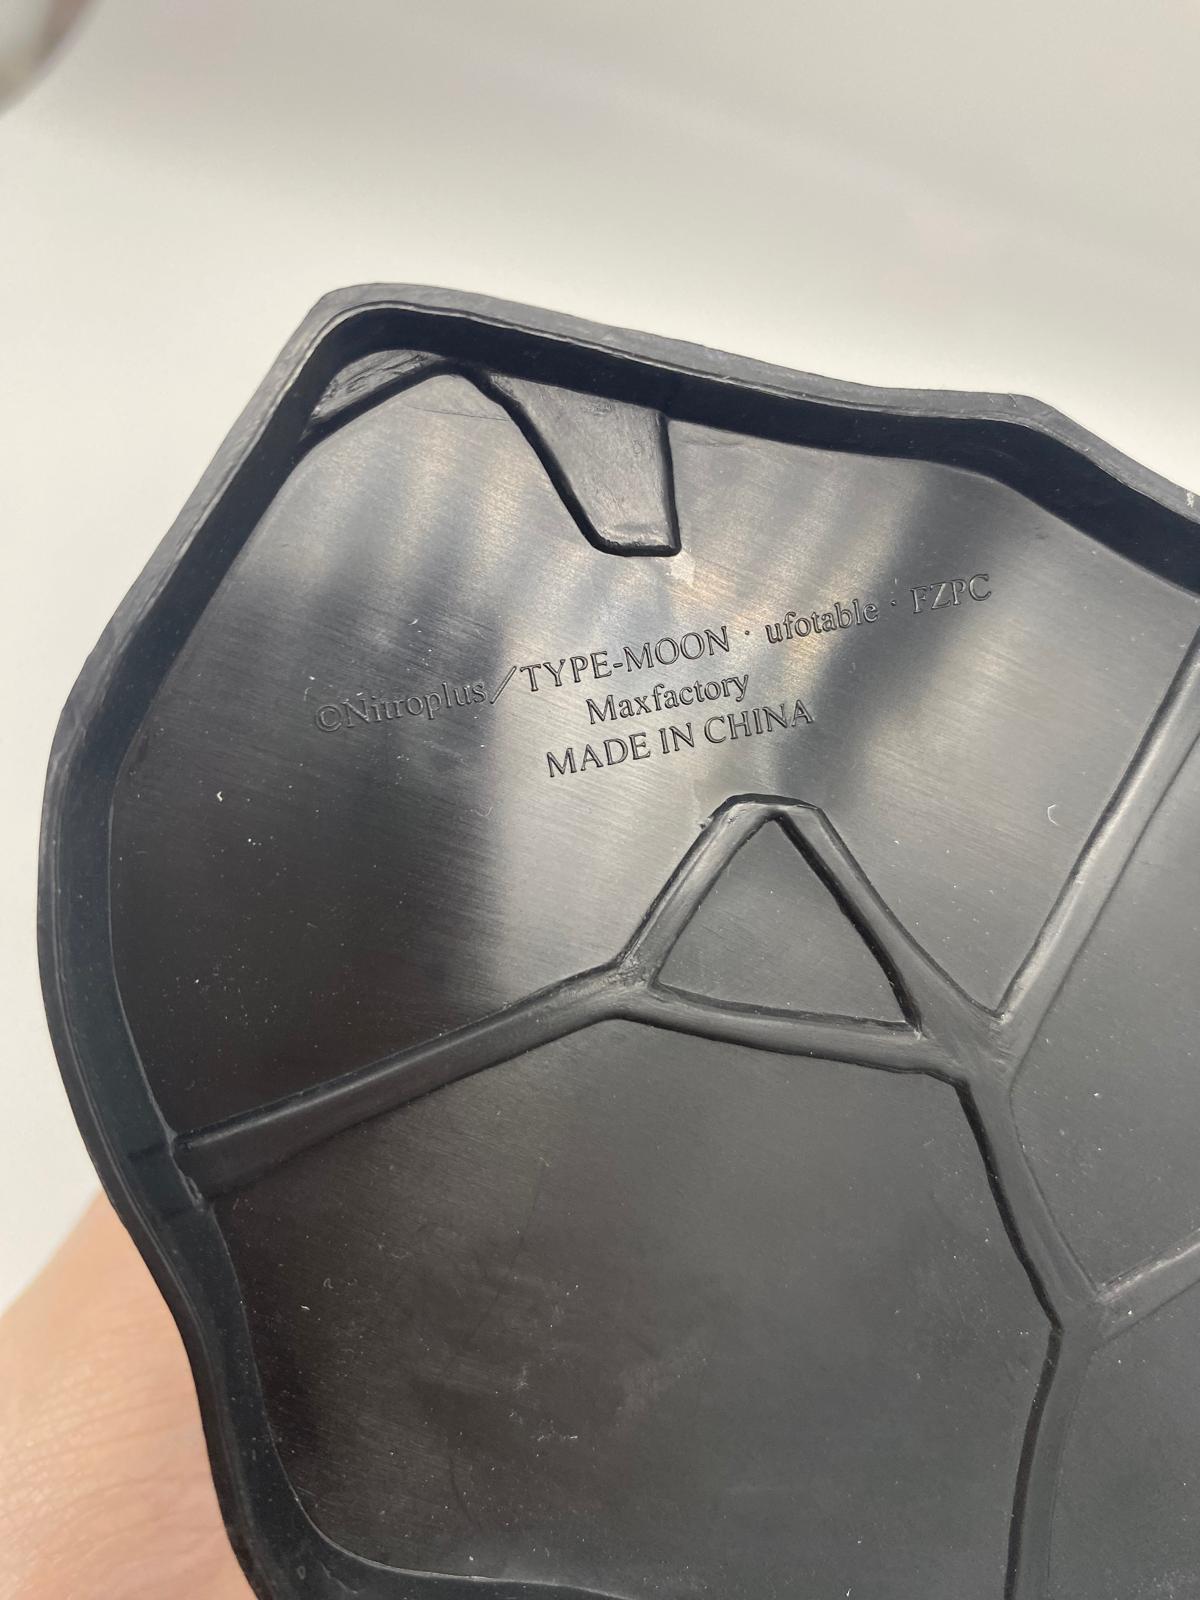 ©Nitroplus/TYPE-MOON · ufotable · FZPC
Maxfactory
MADE IN CHINA